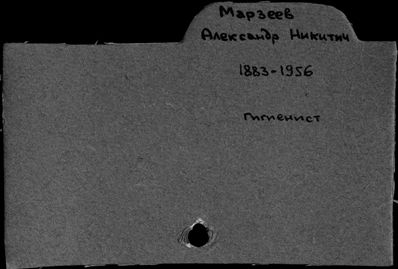 Марзеев
Александр Никитич
1883-1956
гигиенист